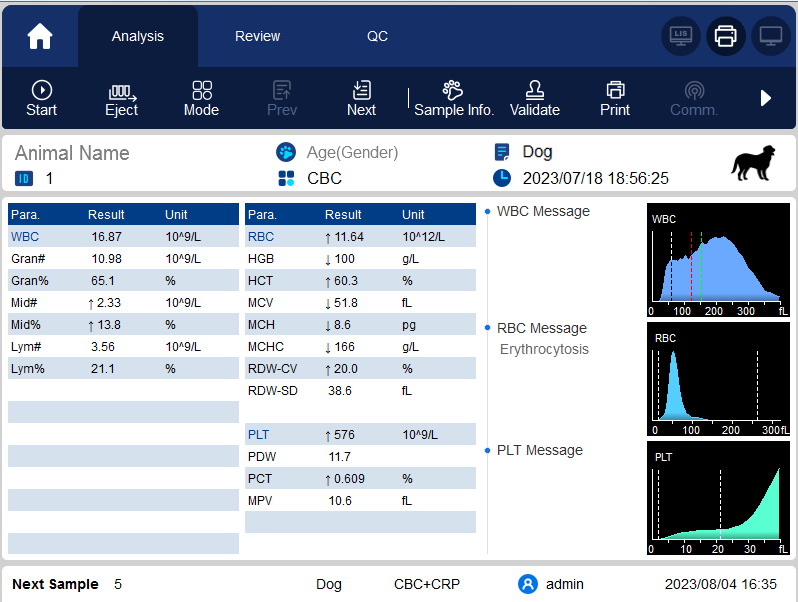 Analysis Review QC LIS
Start Eject Mode Prev Next Sample Info. Validate Print Comm.
Animal Name Age(Gender) Dog
ID 1 CBC 2023/07/18 18:56:25
Para. Result Unit
WBC 16.87 10^9/L
Gran# 10.98 10^9/L
Gran% 65.1 %
Mid# ↑ 2.33 10^9/L
Mid% ↑ 13.8 %
Lym# 3.56 10^9/L
Lym% 21.1 %
Para. Result Unit
RBC ↑ 11.64 10^12/L
HGB ↓ 100 g/L
HCT ↑ 60.3 %
MCV ↓ 51.8 fL
MCH ↓ 8.6 pg
MCHC ↓ 166 g/L
RDW-CV ↑ 20.0 %
RDW-SD 38.6 fL
PLT ↑ 576 10^9/L
PDW 11.7
PCT ↑ 0.609 %
MPV 10.6 fL
WBC Message
RBC Message
Erythrocytosis
PLT Message
WBC
0 100 200 300 fL
RBC
0 100 200 300 fL
PLT
0 10 20 30 fL
Next Sample 5 Dog CBC+CRP admin 2023/08/04 16:35